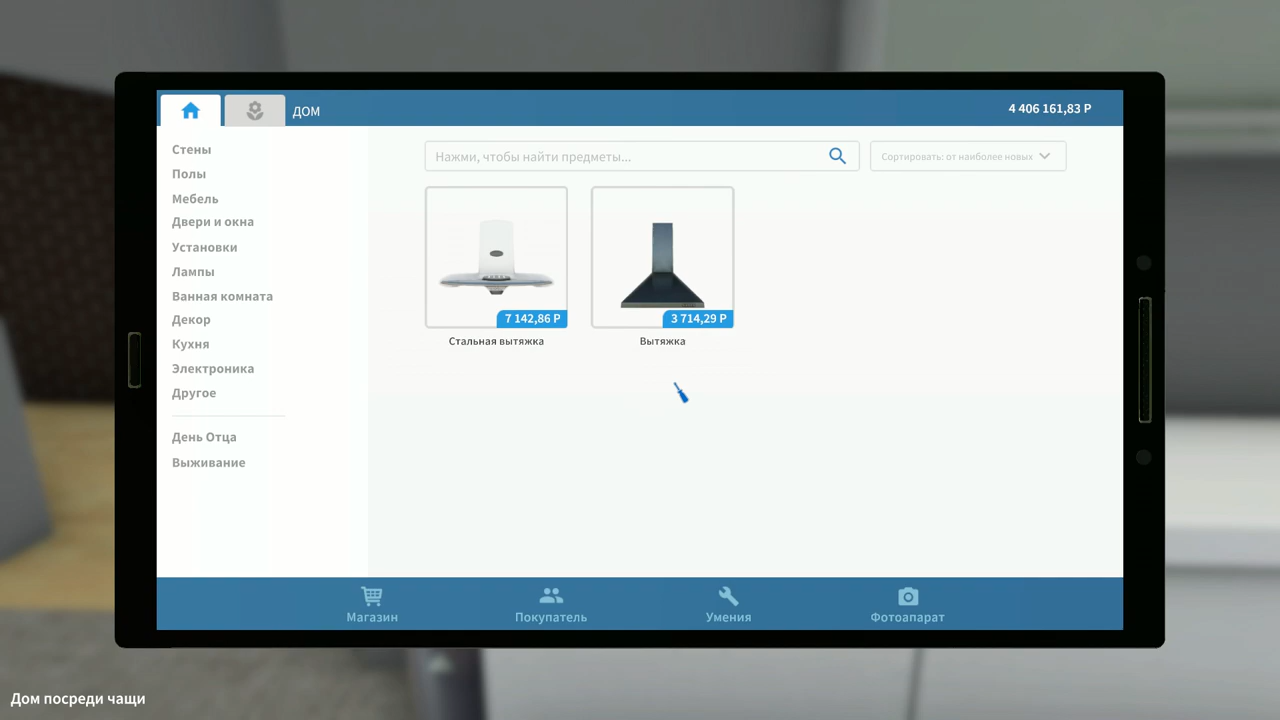 ДОМ
4 406 161,83 Р
Стены
Полы
Мебель
Двери и окна
Установки
Лампы
Ванная комната
Декор
Кухня
Электроника
Другое
День Отца
Выживание
Нажми, чтобы найти предметы...
Сортировать: от наиболее новых
7 142,86 Р
3 714,29 Р
Стальная вытяжка
Вытяжка
Магазин
Покупатель
Умения
Фотоаппарат
Дом посреди чащи